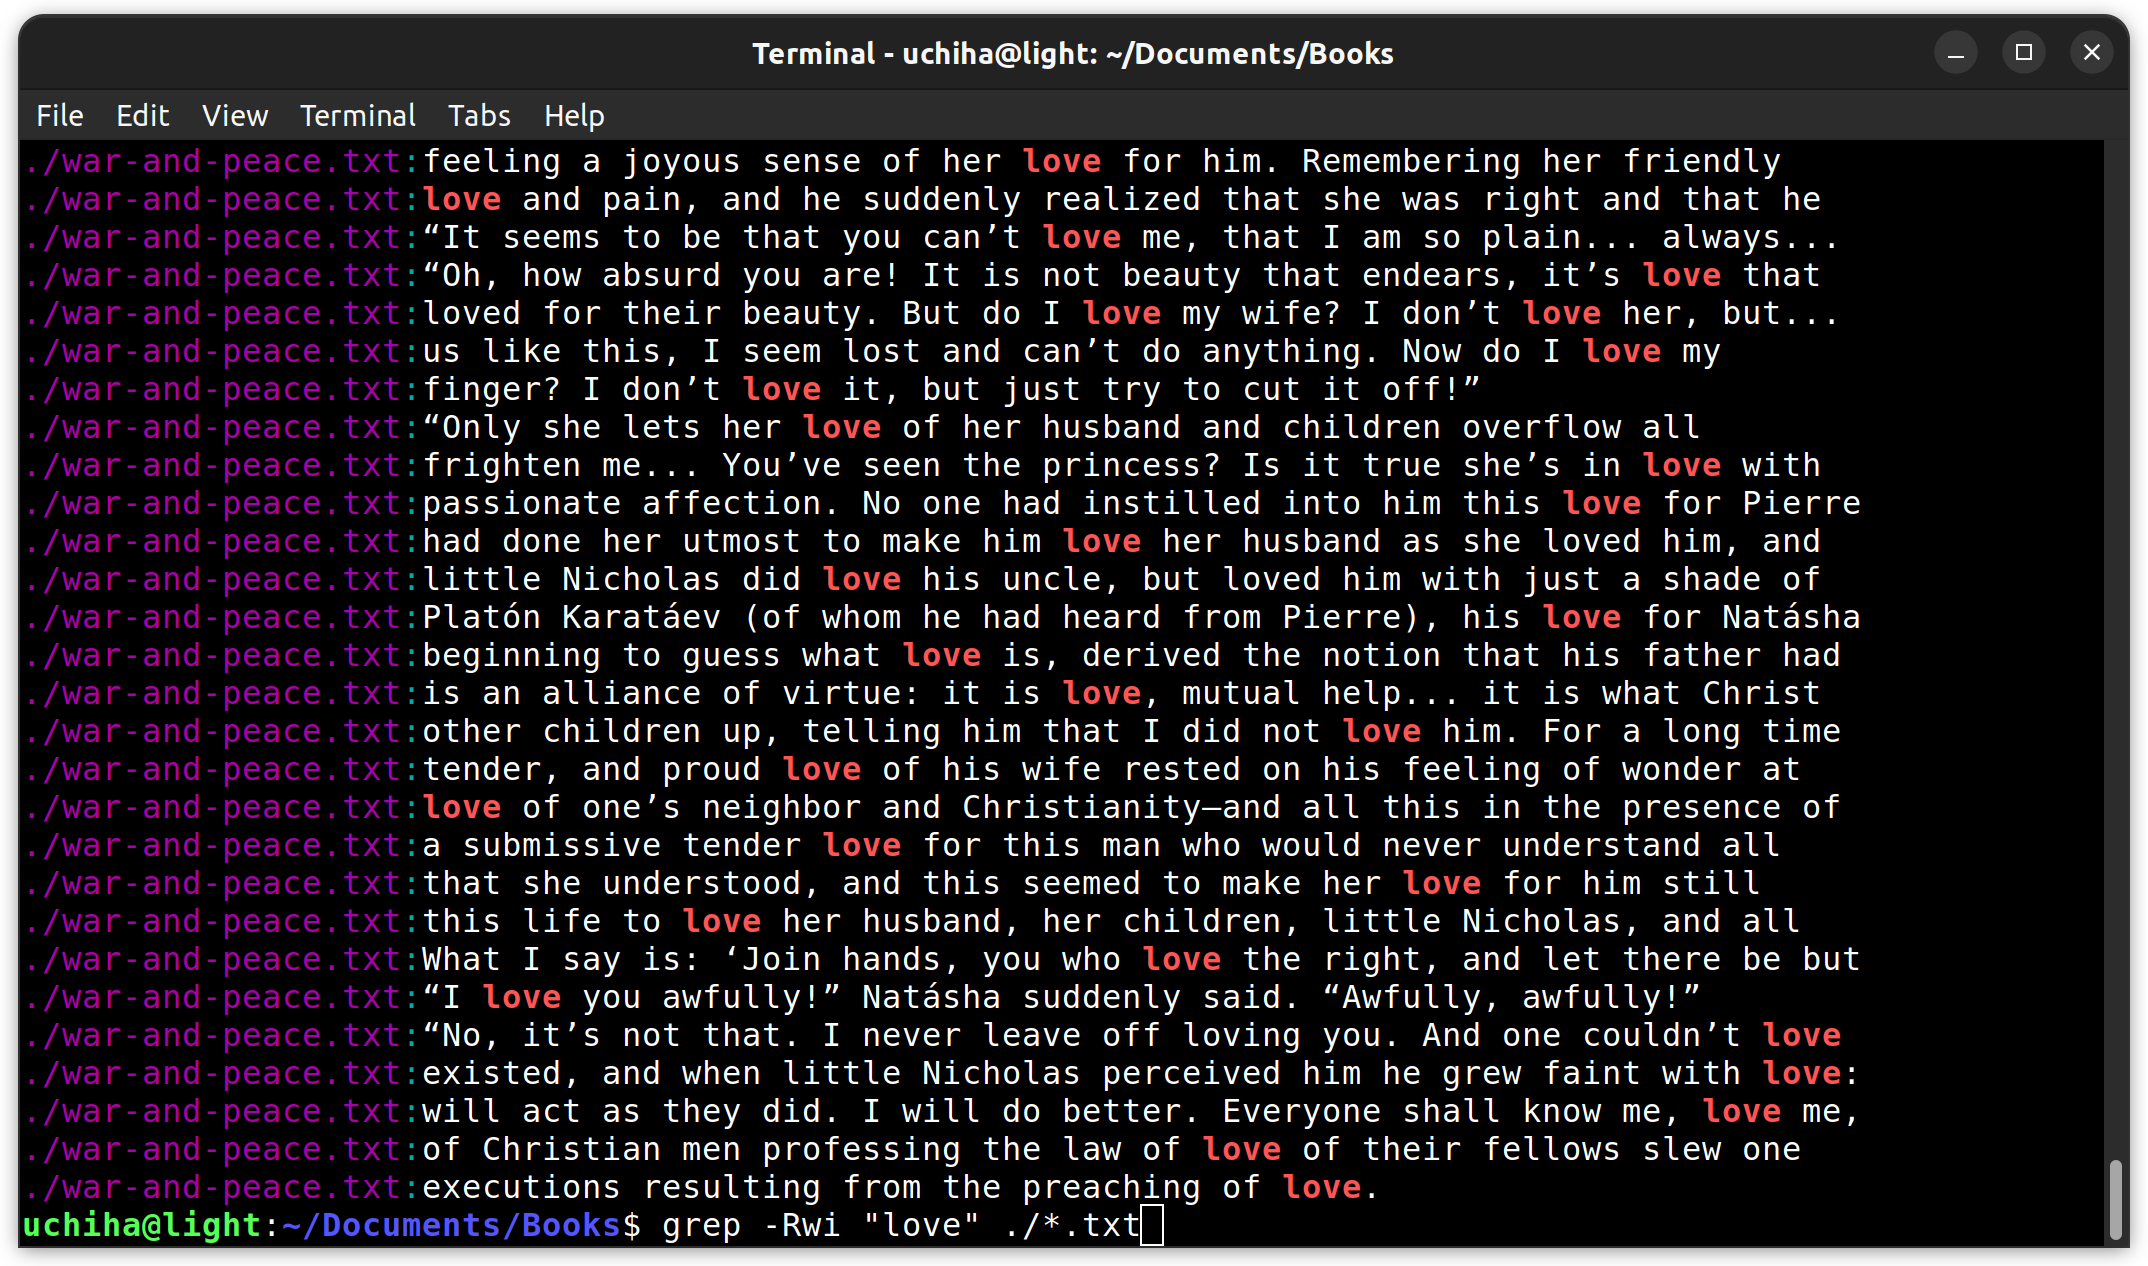 Terminal - uchiha@light: ~/Documents/Books
File Edit View Terminal Tabs Help
./war-and-peace.txt:feeling a joyous sense of her love for him. Remembering her friendly
./war-and-peace.txt:love and pain, and he suddenly realized that she was right and that he
./war-and-peace.txt:“It seems to be that you can’t love me, that I am so plain... always...
./war-and-peace.txt:“Oh, how absurd you are! It is not beauty that endears, it’s love that
./war-and-peace.txt:loved for their beauty. But do I love my wife? I don’t love her, but...
./war-and-peace.txt:us like this, I seem lost and can’t do anything. Now do I love my
./war-and-peace.txt:finger? I don’t love it, but just try to cut it off!”
./war-and-peace.txt:“Only she lets her love of her husband and children overflow all
./war-and-peace.txt:frighten me... You’ve seen the princess? Is it true she’s in love with
./war-and-peace.txt:passionate affection. No one had instilled into him this love for Pierre
./war-and-peace.txt:had done her utmost to make him love her husband as she loved him, and
./war-and-peace.txt:little Nicholas did love his uncle, but loved him with just a shade of
./war-and-peace.txt:Platón Karatáev (of whom he had heard from Pierre), his love for Natásha
./war-and-peace.txt:beginning to guess what love is, derived the notion that his father had
./war-and-peace.txt:is an alliance of virtue: it is love, mutual help... it is what Christ
./war-and-peace.txt:other children up, telling him that I did not love him. For a long time
./war-and-peace.txt:tender, and proud love of his wife rested on his feeling of wonder at
./war-and-peace.txt:love of one’s neighbor and Christianity—and all this in the presence of
./war-and-peace.txt:a submissive tender love for this man who would never understand all
./war-and-peace.txt:that she understood, and this seemed to make her love for him still
./war-and-peace.txt:this life to love her husband, her children, little Nicholas, and all
./war-and-peace.txt:What I say is: ‘Join hands, you who love the right, and let there be but
./war-and-peace.txt:“I love you awfully!” Natásha suddenly said. “Awfully, awfully!”
./war-and-peace.txt:“No, it’s not that. I never leave off loving you. And one couldn’t love
./war-and-peace.txt:existed, and when little Nicholas perceived him he grew faint with love:
./war-and-peace.txt:will act as they did. I will do better. Everyone shall know me, love me,
./war-and-peace.txt:of Christian men professing the law of love of their fellows slew one
./war-and-peace.txt:executions resulting from the preaching of love.
uchiha@light:~/Documents/Books$ grep -Rwi "love" ./*.txt